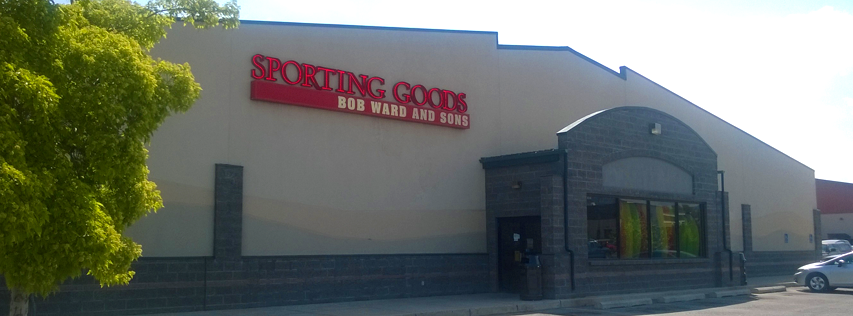 SPORTING GOODS
BOB WARD AND SONS